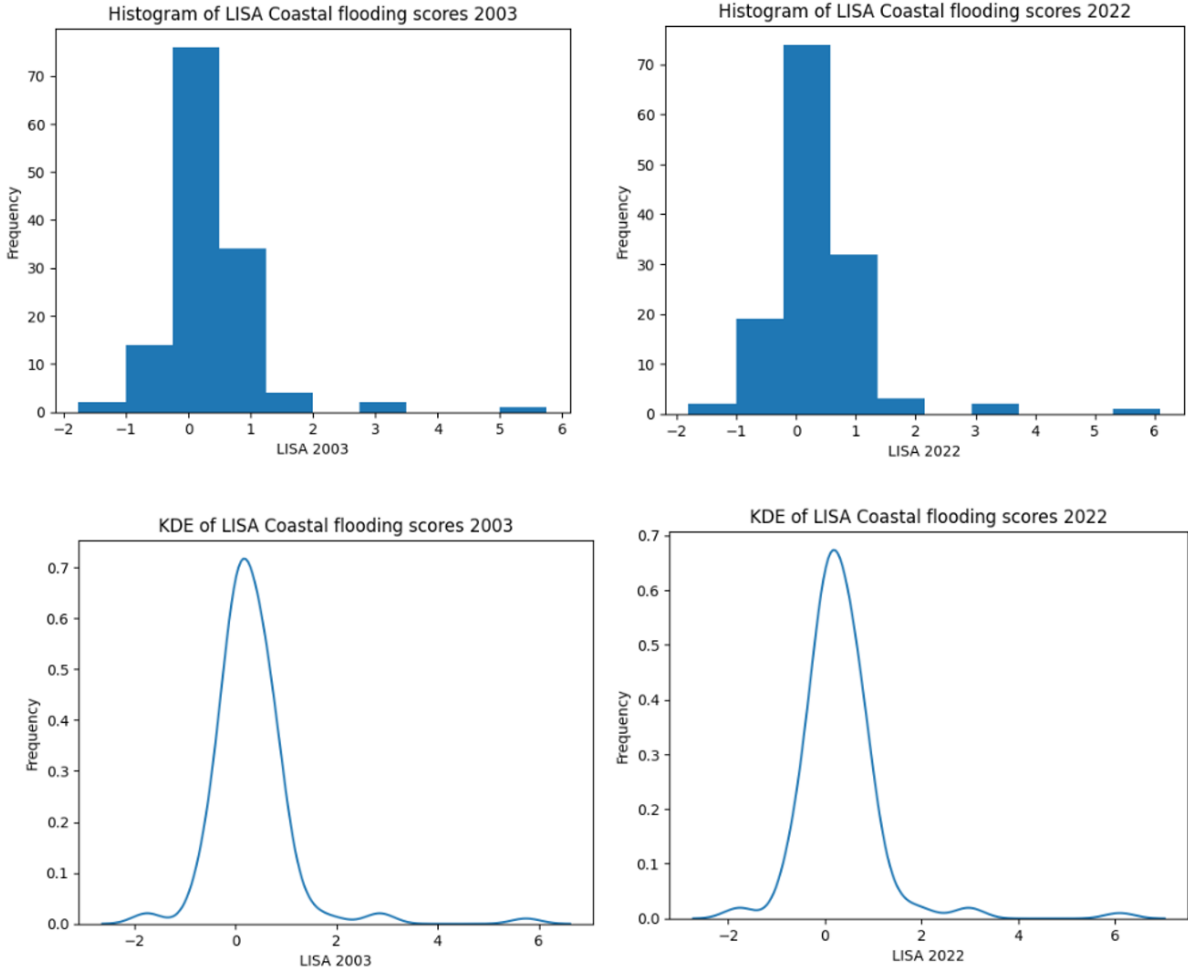 Histogram of LISA Coastal flooding scores 2003
Frequency
70
60
50
40
30
20
10
0
−2 −1 0 1 2 3 4 5 6
LISA 2003
Histogram of LISA Coastal flooding scores 2022
Frequency
70
60
50
40
30
20
10
0
−2 −1 0 1 2 3 4 5 6
LISA 2022
KDE of LISA Coastal flooding scores 2003
Frequency
0.7
0.6
0.5
0.4
0.3
0.2
0.1
0.0
−2 0 2 4 6
LISA 2003
KDE of LISA Coastal flooding scores 2022
Frequency
0.7
0.6
0.5
0.4
0.3
0.2
0.1
0.0
−2 0 2 4 6
LISA 2022